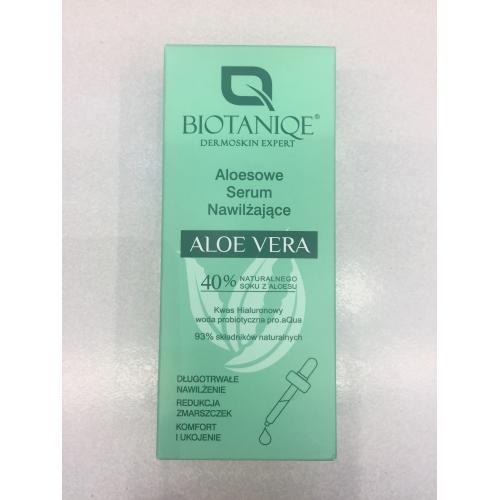 BIOTANIQE®
DERMOSKIN EXPERT
Aloesowe
Serum
Nawilżające
ALOE VERA
40% NATURALNEGO
SOKU Z ALOESU
Kwas Hialuronowy
woda probiotyczna pro.aQua
93% składników naturalnych
DŁUGOTRWAŁE
NAWILŻENIE
REDUKCJA
ZMARSZCZEK
KOMFORT
I UKOJENIE